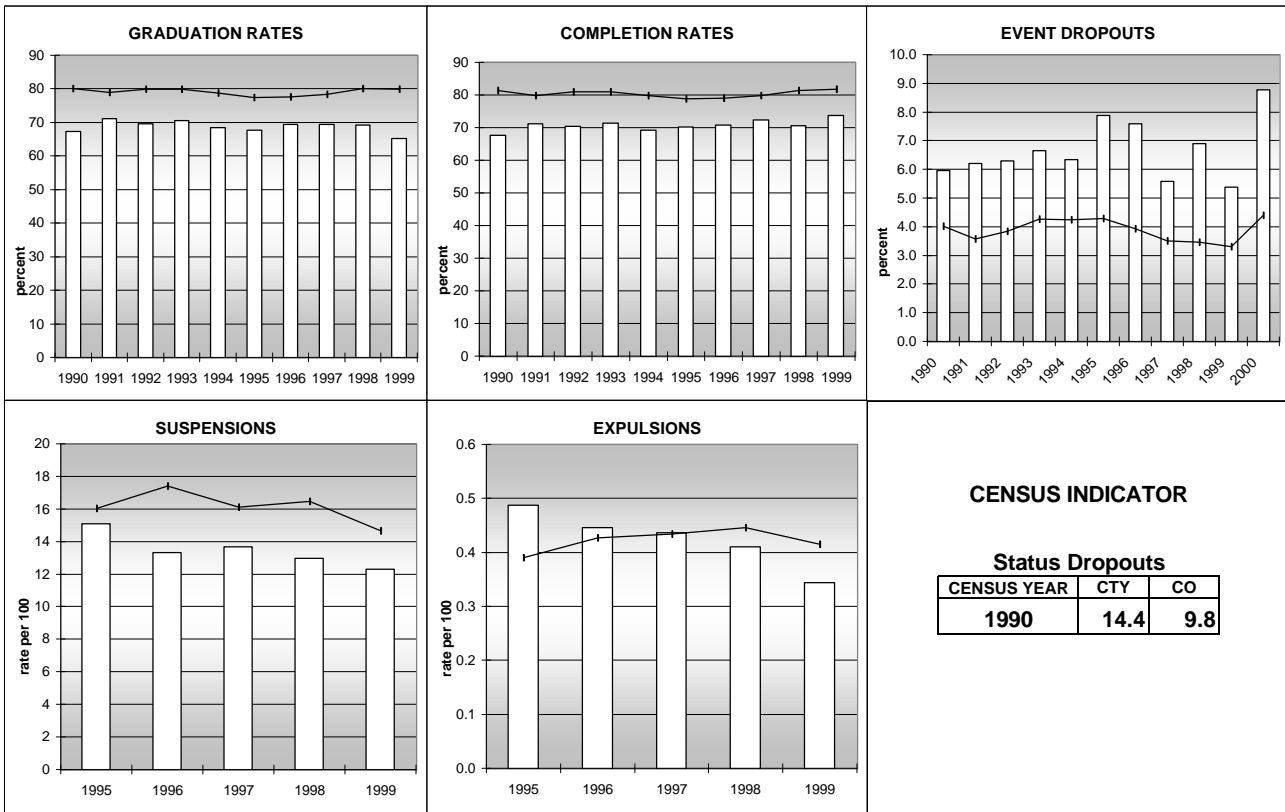 GRADUATION RATES
90
80
70
60
50
40
30
20
10
0
percent
1990 1991 1992 1993 1994 1995 1996 1997 1998 1999
COMPLETION RATES
90
80
70
60
50
40
30
20
10
0
percent
1990 1991 1992 1993 1994 1995 1996 1997 1998 1999
EVENT DROPOUTS
10.0
9.0
8.0
7.0
6.0
5.0
4.0
3.0
2.0
1.0
0.0
percent
1990 1991 1992 1993 1994 1995 1996 1997 1998 1999 2000
SUSPENSIONS
20
18
16
14
12
10
8
6
4
2
0
rate per 100
1995 1996 1997 1998 1999
EXPULSIONS
0.6
0.5
0.4
0.3
0.2
0.1
0.0
rate per 100
1995 1996 1997 1998 1999
CENSUS INDICATOR
Status Dropouts
CENSUS YEAR CTY CO
1990 14.4 9.8